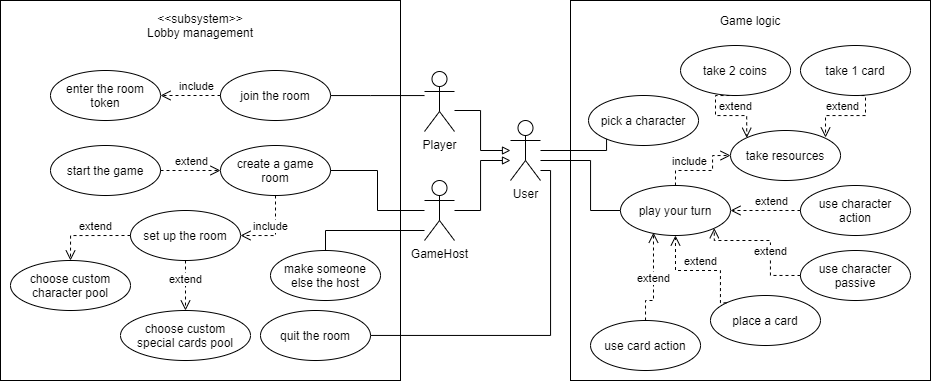 <<subsystem>>
Lobby management
Game logic
enter the room
token
include
join the room
start the game
extend
create a game
room
include
extend
set up the room
choose custom
character pool
extend
choose custom
special cards pool
make someone
else the host
quit the room
Player
GameHost
User
take 2 coins
take 1 card
extend
extend
pick a character
take resources
include
play your turn
extend
use character
action
extend
use character
passive
extend
extend
place a card
use card action